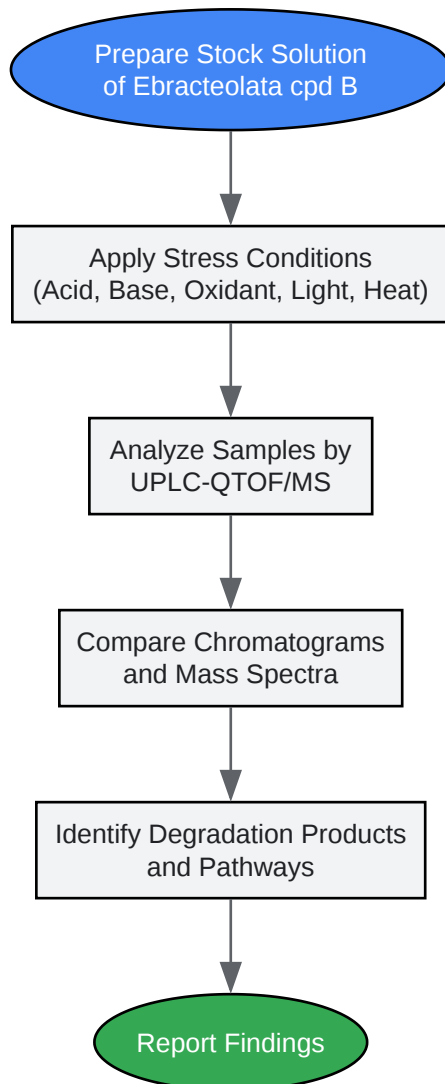 Prepare Stock Solution
of Ebracteolata cpd B
Apply Stress Conditions
(Acid, Base, Oxidant, Light, Heat)
Analyze Samples by
UPLC-QTOF/MS
Compare Chromatograms
and Mass Spectra
Identify Degradation Products
and Pathways
Report Findings